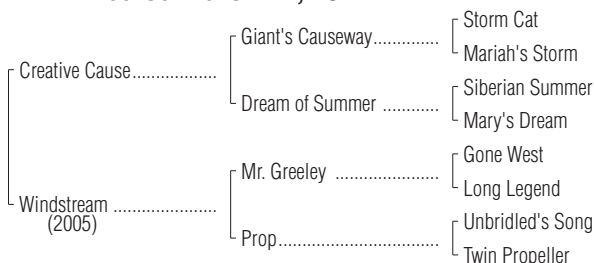 Creative Cause..................
Windstream ......................
(2005)
Giant's Causeway..............
Dream of Summer ............
Mr. Greeley ......................
Prop..................................
Storm Cat
Mariah's Storm
Siberian Summer
Mary's Dream
Gone West
Long Legend
Unbridled's Song
Twin Propeller